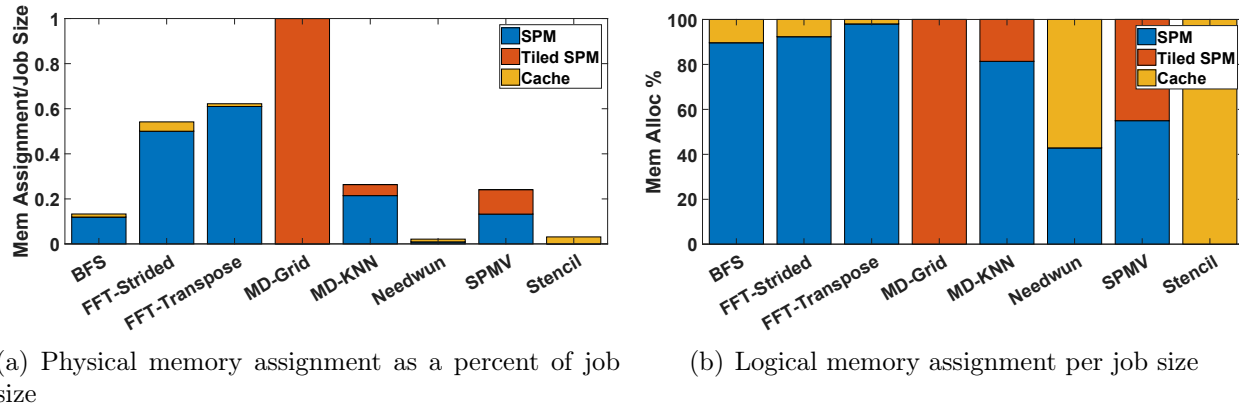 Mem Assignment/Job Size
1
0.8
0.6
0.4
0.2
0
SPM
Tiled SPM
Cache
BFS
FFT-Strided
FFT-Transpose
MD-Grid
MD-KNN
Needwun
SPMV
Stencil
(a) Physical memory assignment as a percent of job
size
Mem Alloc %
100
80
60
40
20
0
SPM
Tiled SPM
Cache
BFS
FFT-Strided
FFT-Transpose
MD-Grid
MD-KNN
Needwun
SPMV
Stencil
(b) Logical memory assignment per job size